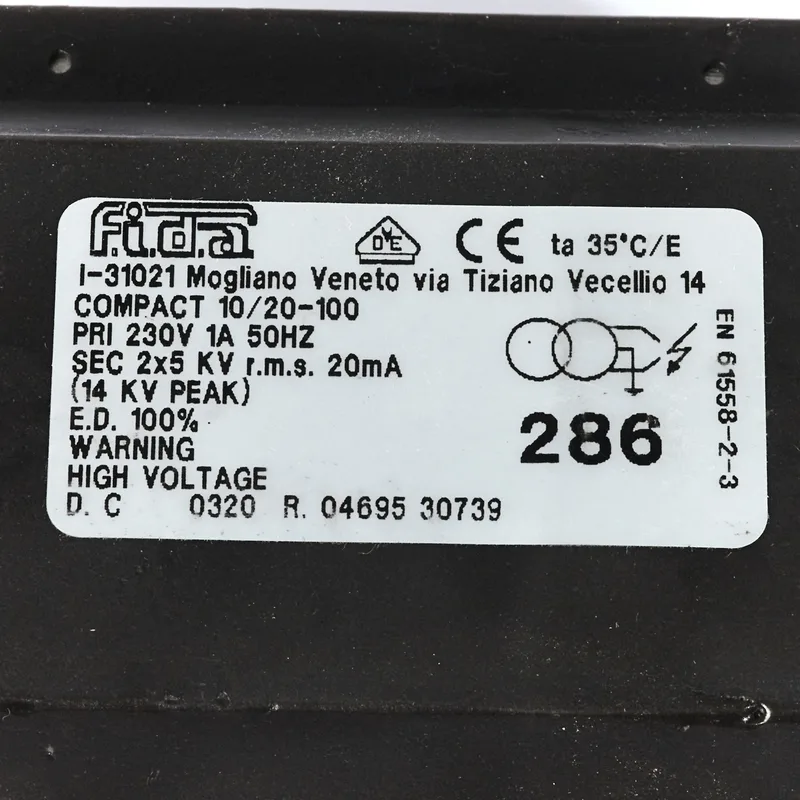 f.i.d.a
DVE CE ta 35°C/E
I-31021 Mogliano Veneto via Tiziano Vecellio 14
COMPACT 10/20-100
PRI 230V 1A 50HZ
SEC 2x5 KV r.m.s. 20mA
(14 KV PEAK)
E.D. 100%
WARNING
HIGH VOLTAGE
D. C 0320 R. 04695 30739
286
EN 61558-2-3